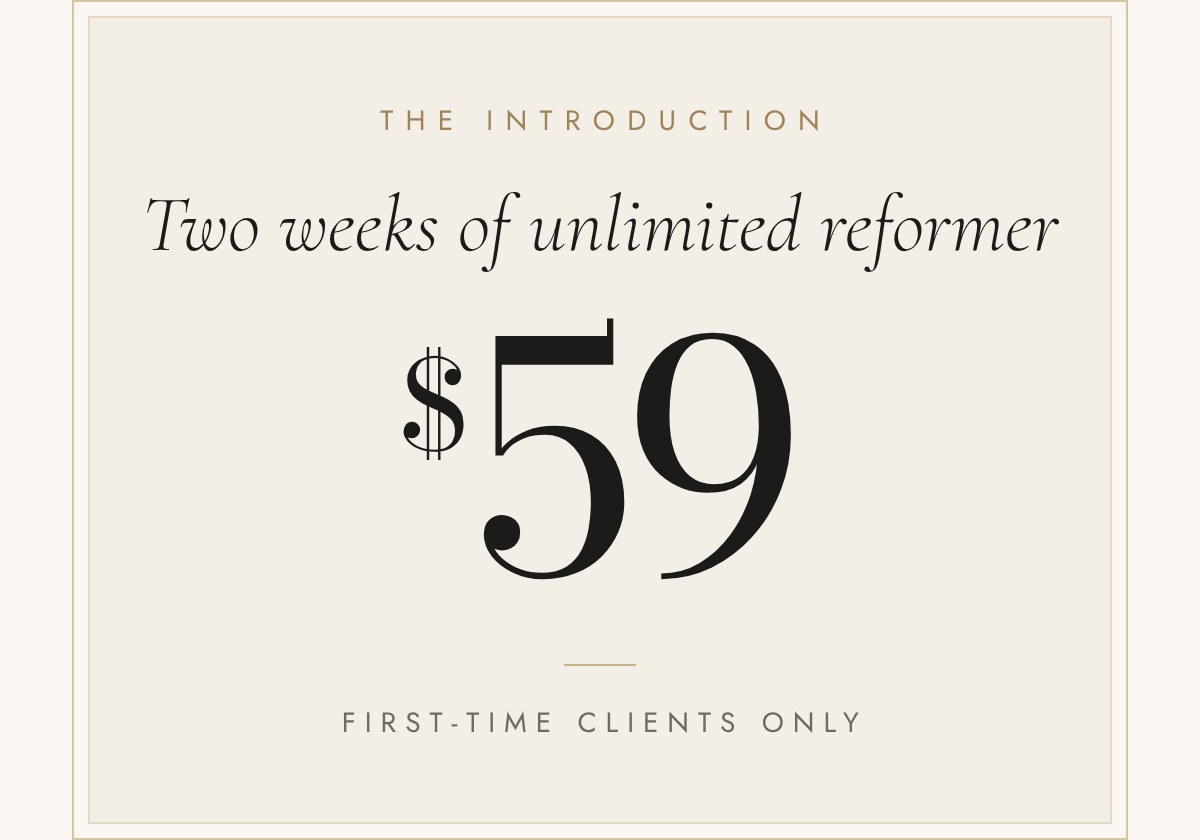 THE INTRODUCTION
Two weeks of unlimited reformer
$59
FIRST-TIME CLIENTS ONLY